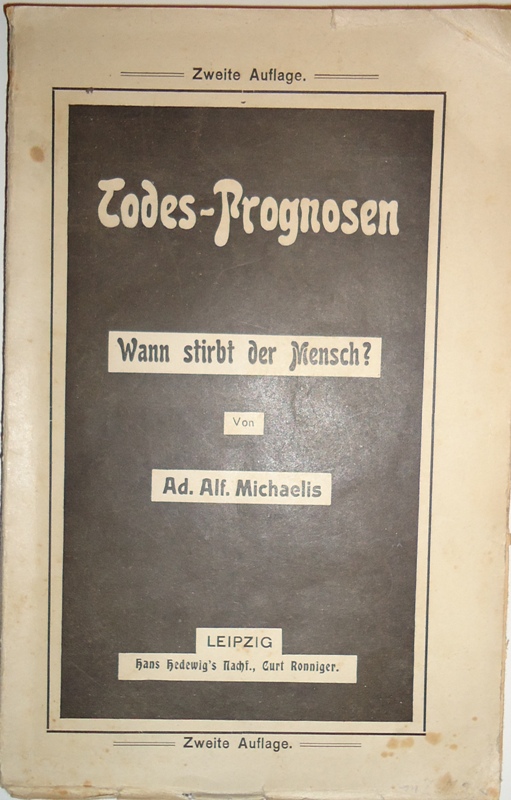 Zweite Auflage.
Todes-Prognosen
Wann stirbt der Mensch?
Von
Ad. Alf. Michaelis
LEIPZIG
Hans Hedewig's Nachf., Curt Ronniger.
Zweite Auflage.